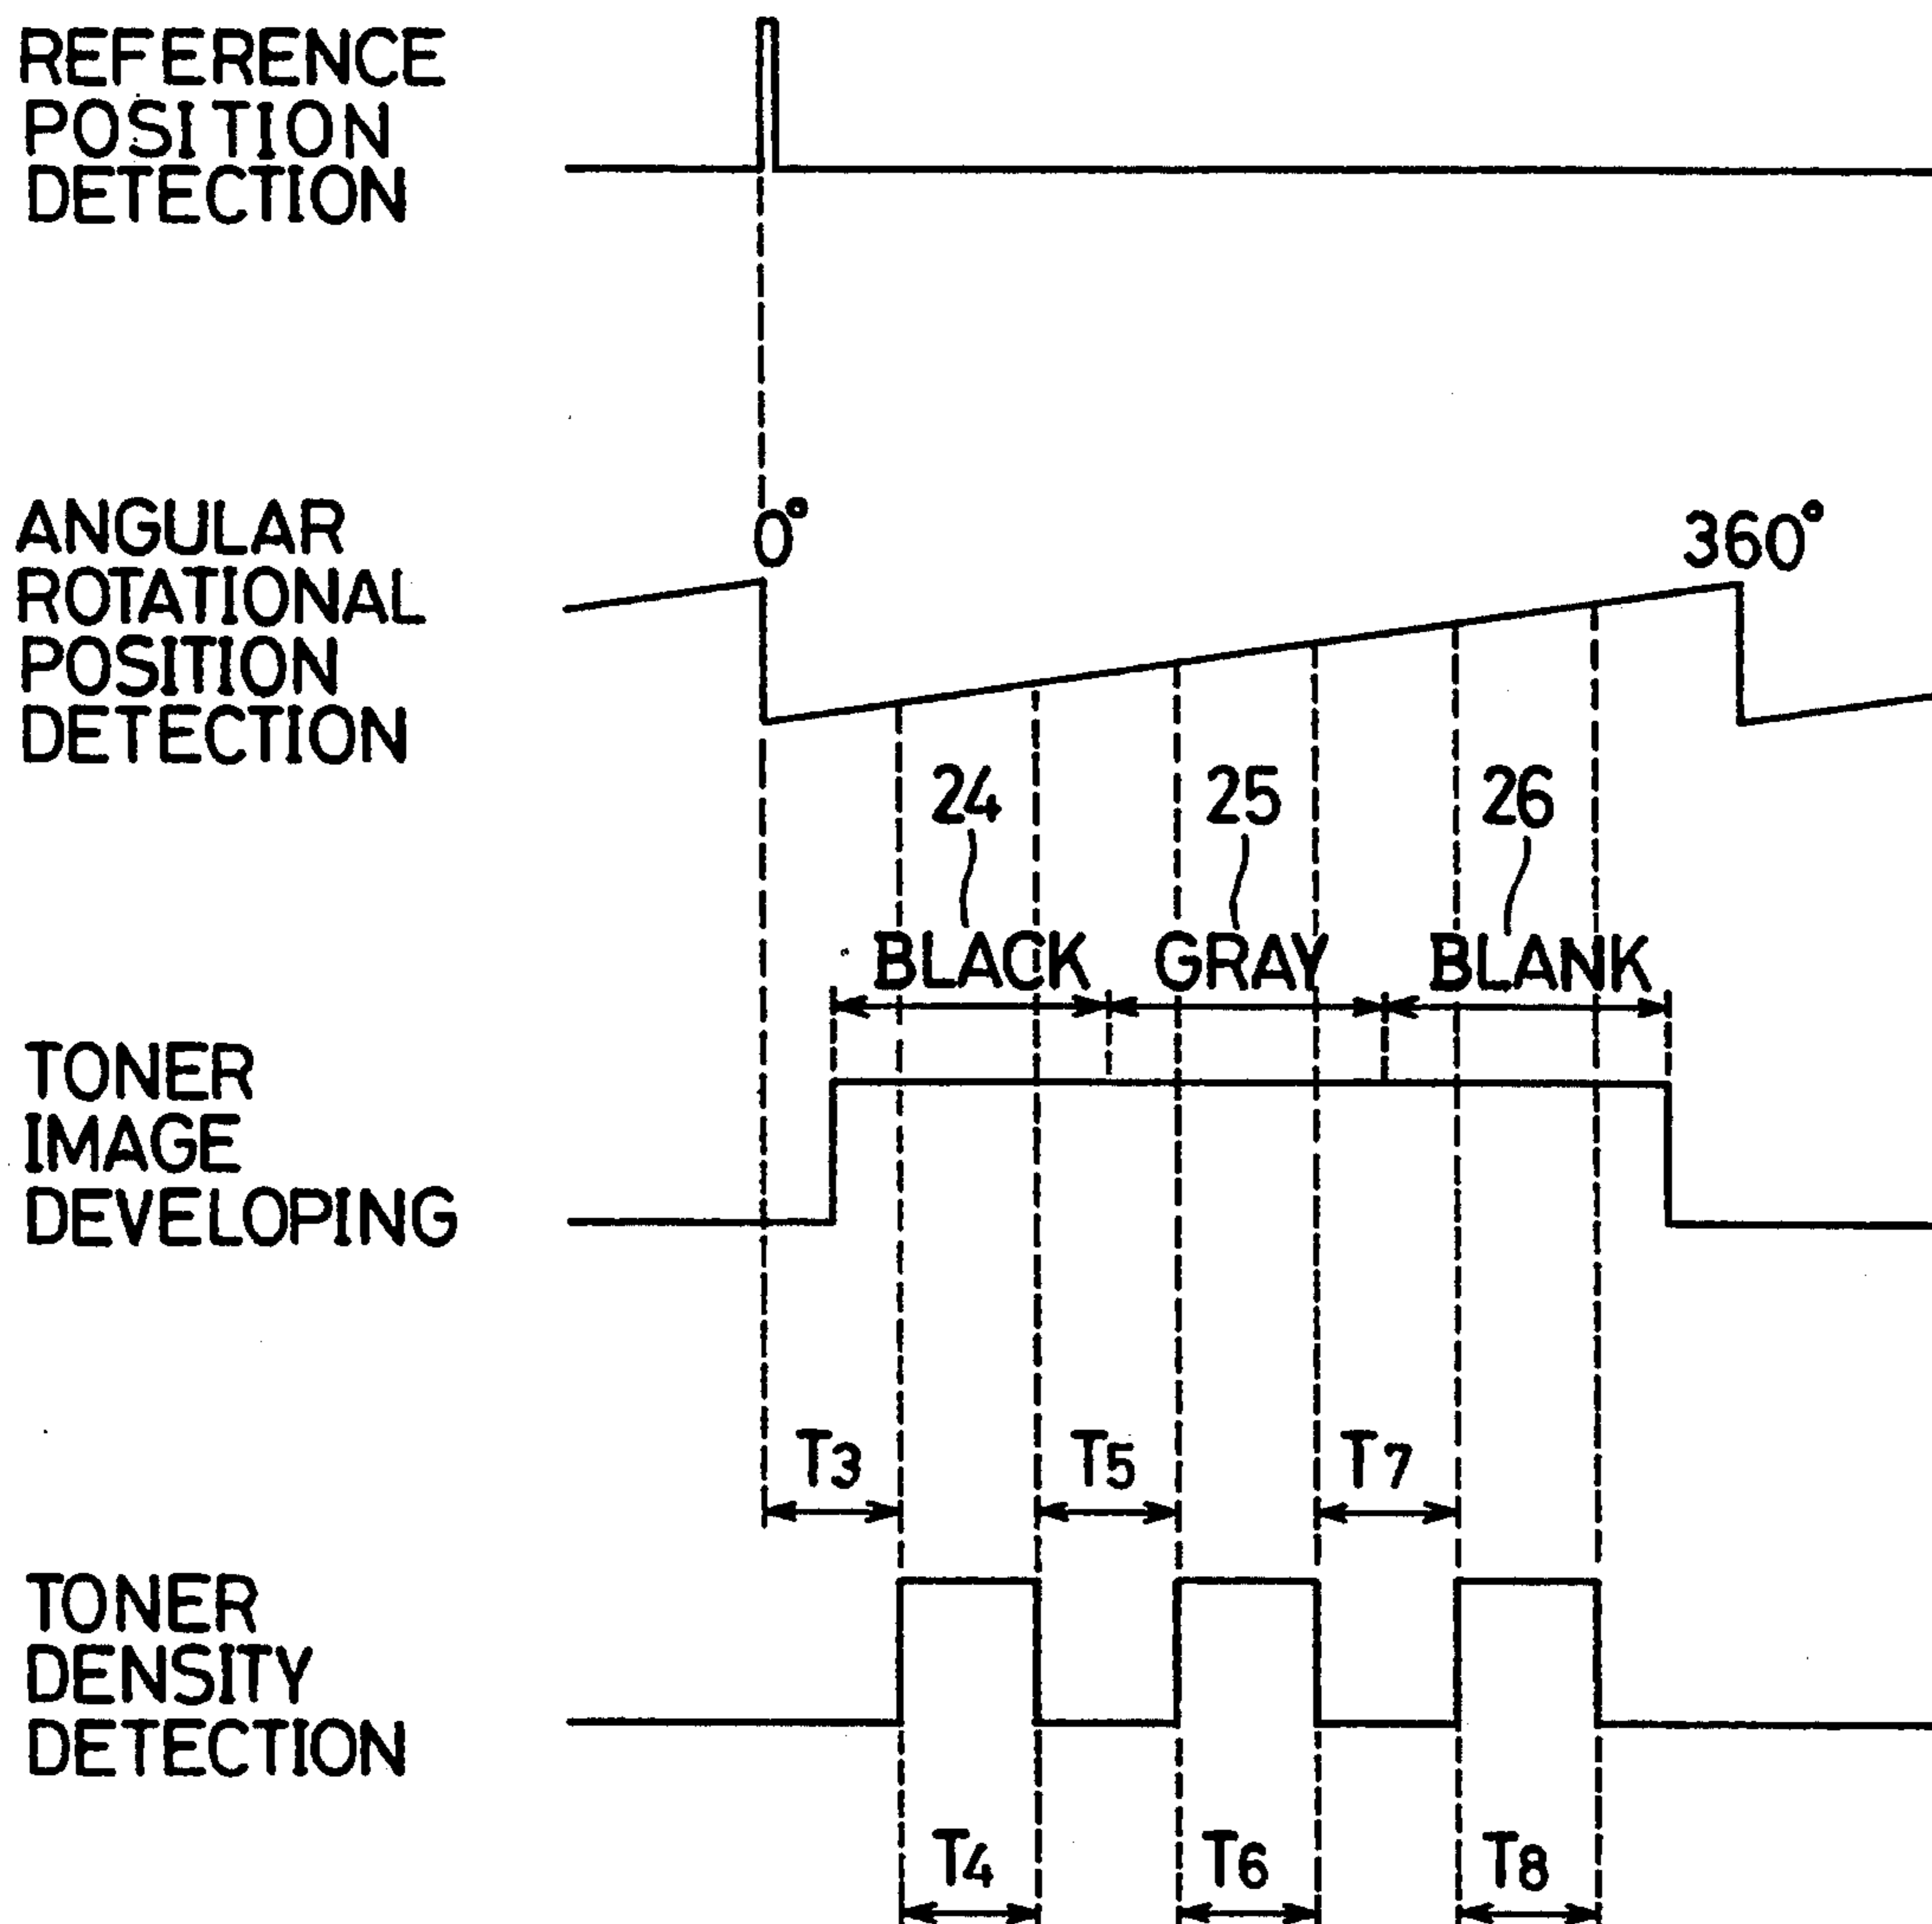 REFERENCE
POSITION
DETECTION
0°
360°
ANGULAR
ROTATIONAL
POSITION
DETECTION
24 25 26
BLACK GRAY BLANK
TONER
IMAGE
DEVELOPING
T3 T5 T7
TONER
DENSITY
DETECTION
T4 T6 T8